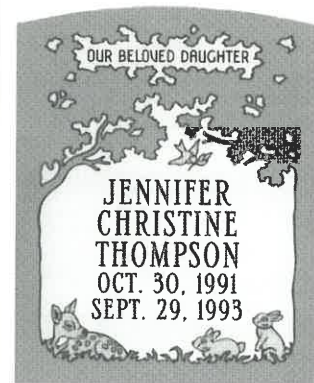 OUR BELOVED DAUGHTER
JENNIFER
CHRISTINE
THOMPSON
OCT. 30, 1991
SEPT. 29, 1993